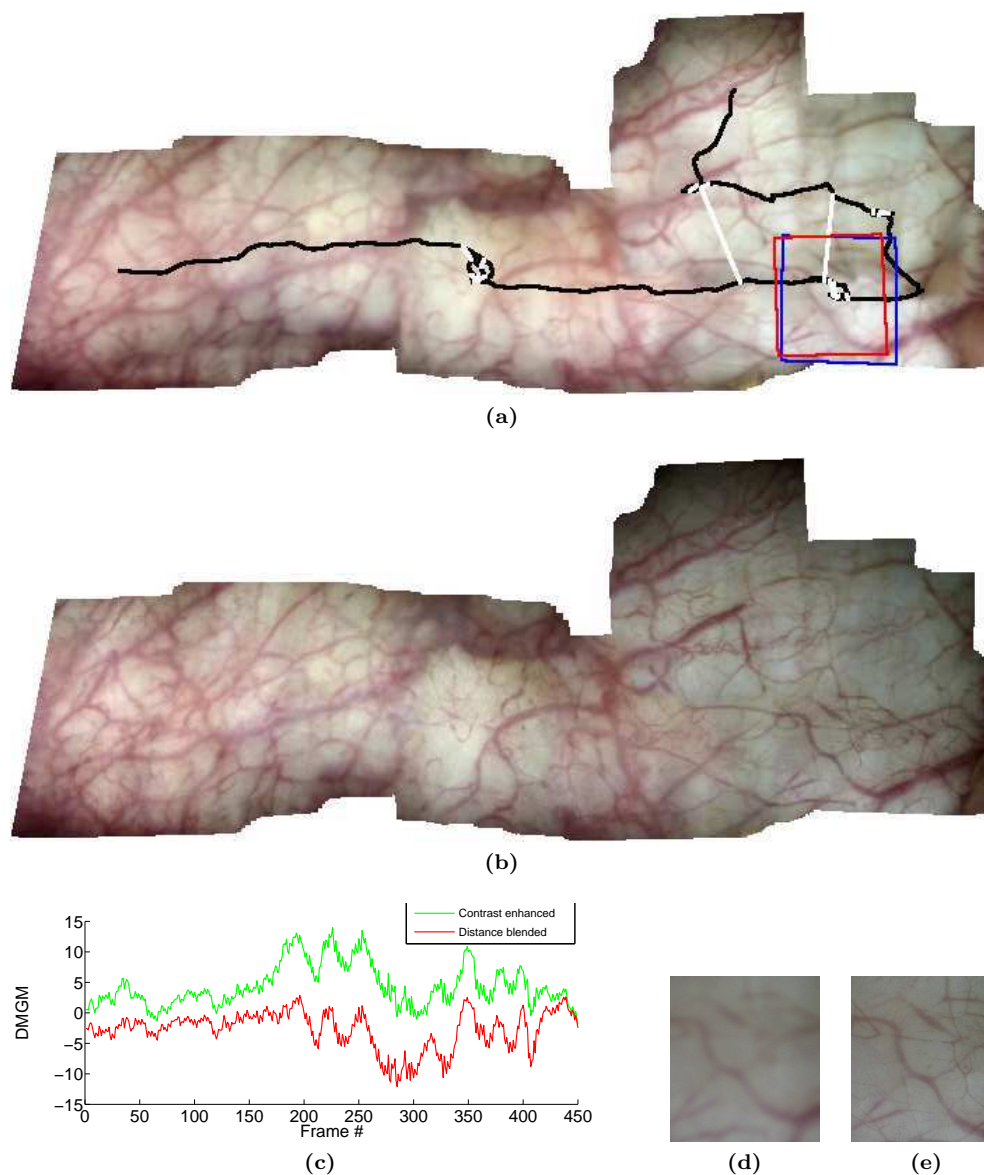 (a)
(b)
Contrast enhanced
Distance blended
DMGM
15
10
5
0
−5
−10
−15
0 50 100 150 200 250 300 350 400 450
Frame #
(c)
(d)
(e)